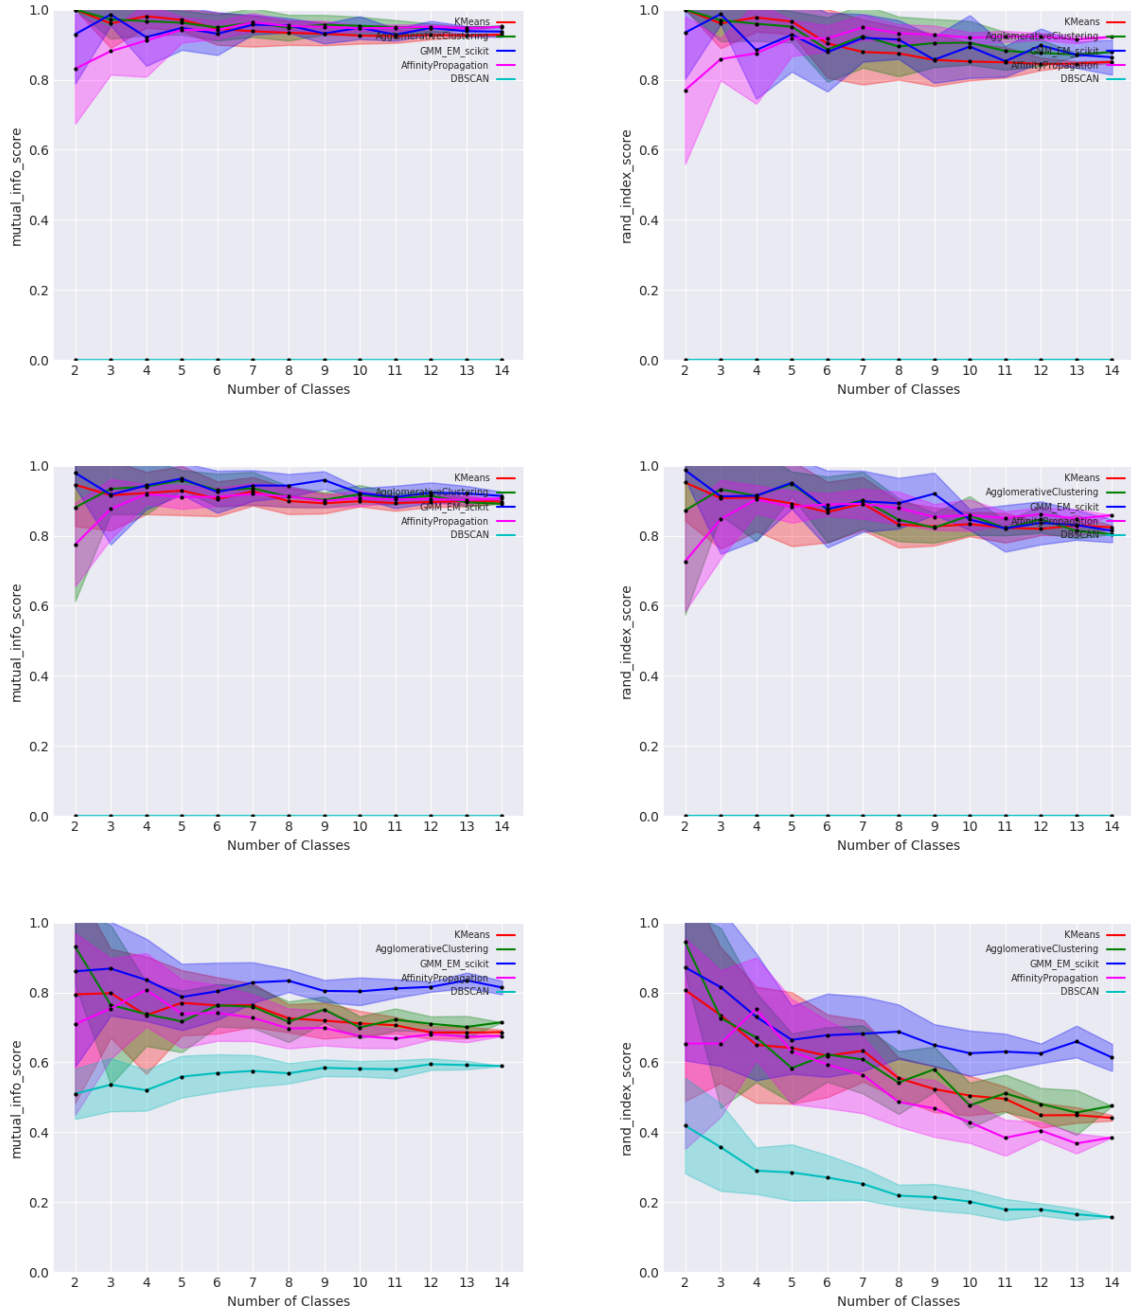 1.0
0.8
0.6
0.4
0.2
0.0
mutual_info_score
KMeans
AgglomerativeClustering
GMM_EM_scikit
AffinityPropagation
DBSCAN
2 3 4 5 6 7 8 9 10 11 12 13 14
Number of Classes
1.0
0.8
0.6
0.4
0.2
0.0
rand_index_score
KMeans
AgglomerativeClustering
GMM_EM_scikit
AffinityPropagation
DBSCAN
2 3 4 5 6 7 8 9 10 11 12 13 14
Number of Classes
1.0
0.8
0.6
0.4
0.2
0.0
mutual_info_score
KMeans
AgglomerativeClustering
GMM_EM_scikit
AffinityPropagation
DBSCAN
2 3 4 5 6 7 8 9 10 11 12 13 14
Number of Classes
1.0
0.8
0.6
0.4
0.2
0.0
rand_index_score
KMeans
AgglomerativeClustering
GMM_EM_scikit
AffinityPropagation
DBSCAN
2 3 4 5 6 7 8 9 10 11 12 13 14
Number of Classes
1.0
0.8
0.6
0.4
0.2
0.0
mutual_info_score
KMeans
AgglomerativeClustering
GMM_EM_scikit
AffinityPropagation
DBSCAN
2 3 4 5 6 7 8 9 10 11 12 13 14
Number of Classes
1.0
0.8
0.6
0.4
0.2
0.0
rand_index_score
KMeans
AgglomerativeClustering
GMM_EM_scikit
AffinityPropagation
DBSCAN
2 3 4 5 6 7 8 9 10 11 12 13 14
Number of Classes